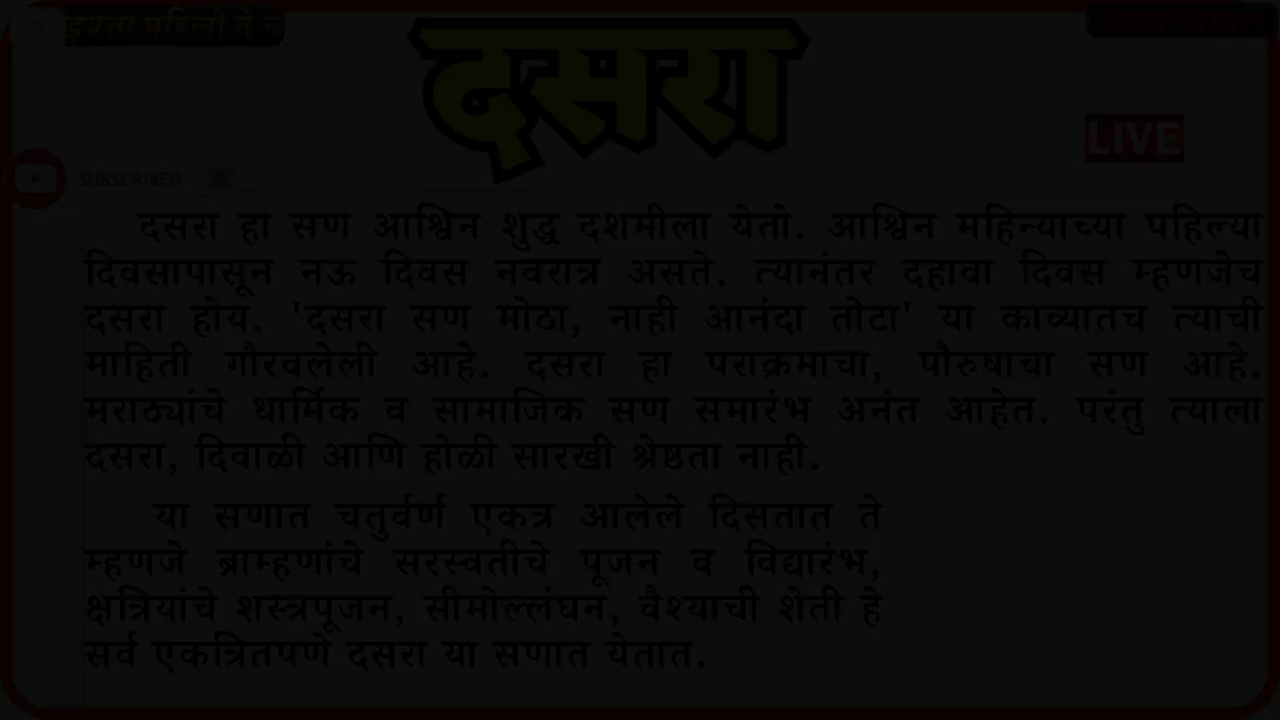 इयत्ता पहिली ते च
दसरा
LIVE
SUBSCRIBED
दसरा हा सण आश्विन शुद्ध दशमीला येतो. आश्विन महिन्याच्या पहिल्या
दिवसापासून नऊ दिवस नवरात्र असते. त्यानंतर दहावा दिवस म्हणजेच
दसरा होय. 'दसरा सण मोठा, नाही आनंदा तोटा' या काव्यातच त्याची
माहिती गौरवलेली आहे. दसरा हा पराक्रमाचा, पौरुषाचा सण आहे.
मराठ्यांचे धार्मिक व सामाजिक सण समारंभ अनंत आहेत. परंतु त्याला
दसरा, दिवाळी आणि होळी सारखी श्रेष्ठता नाही.
या सणात चतुर्वर्ण एकत्र आलेले दिसतात ते
म्हणजे ब्राम्हणांचे सरस्वतीचे पूजन व विद्यारंभ,
क्षत्रियांचे शस्त्रपूजन, सीमोल्लंघन, वैश्याची शेती हे
सर्व एकत्रितपणे दसरा या सणात येतात.